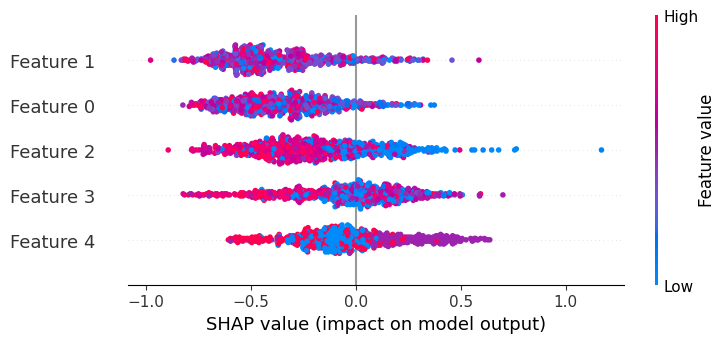 High
Feature 1
Feature 0
Feature 2
Feature 3
Feature 4
Feature value
Low
−1.0 −0.5 0.0 0.5 1.0
SHAP value (impact on model output)